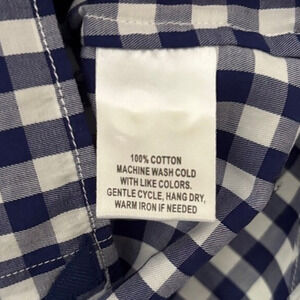 100% COTTON
MACHINE WASH COLD
WITH LIKE COLORS.
GENTLE CYCLE, HANG DRY,
WARM IRON IF NEEDED